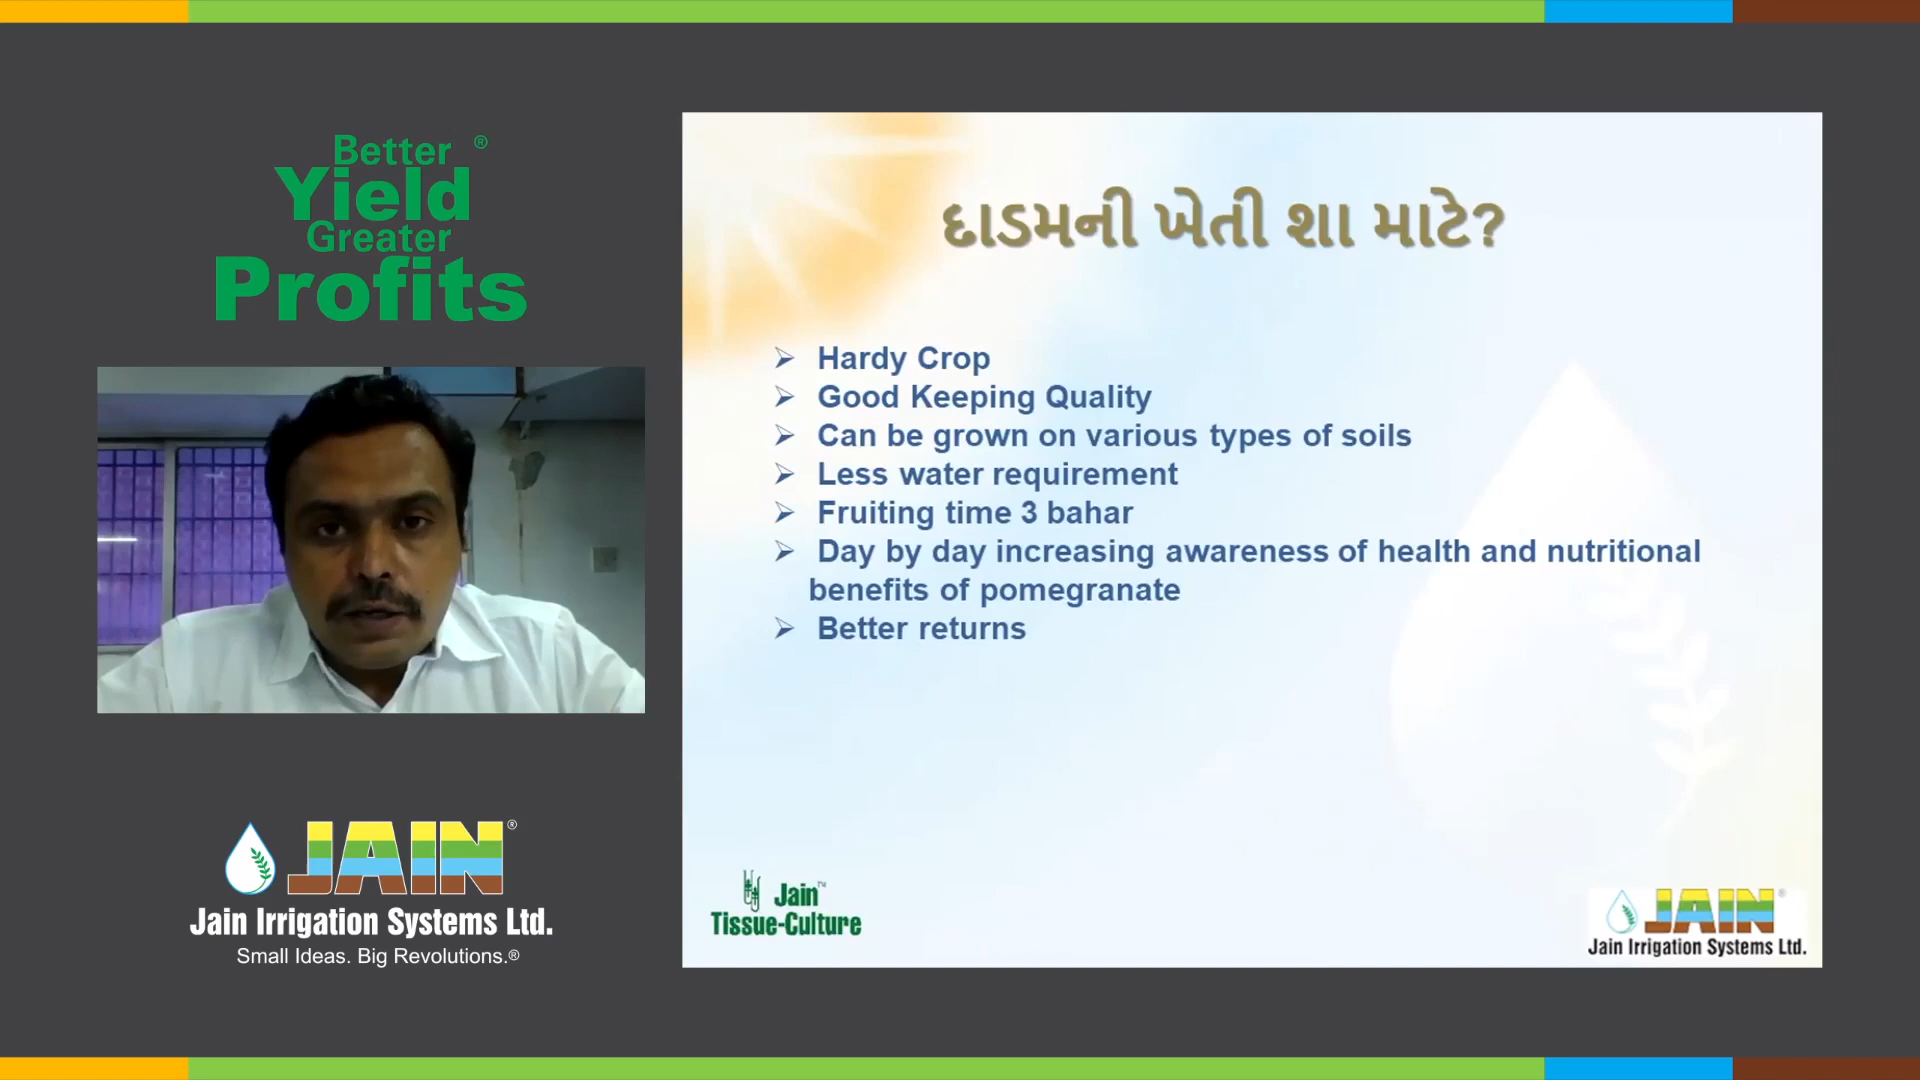 Better ®
Yield
Greater
Profits
JAIN®
Jain Irrigation Systems Ltd.
Small Ideas. Big Revolutions.®
દાડમની ખેતી શા માટે?
➢ Hardy Crop
➢ Good Keeping Quality
➢ Can be grown on various types of soils
➢ Less water requirement
➢ Fruiting time 3 bahar
➢ Day by day increasing awareness of health and nutritional
benefits of pomegranate
➢ Better returns
Jain™
Tissue-Culture
JAIN®
Jain Irrigation Systems Ltd.